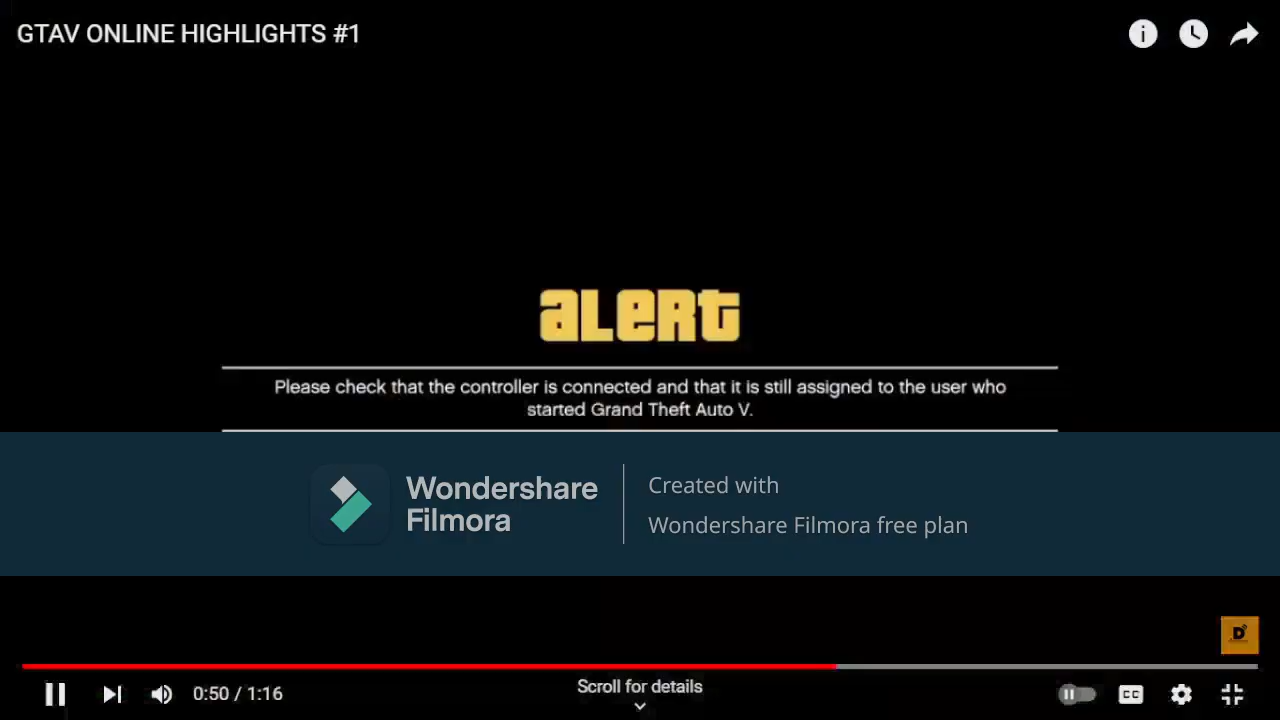 GTAV ONLINE HIGHLIGHTS #1
aLeRt
Please check that the controller is connected and that it is still assigned to the user who
started Grand Theft Auto V.
Wondershare
Filmora
Created with
Wondershare Filmora free plan
D
0:50 / 1:16
Scroll for details
CC